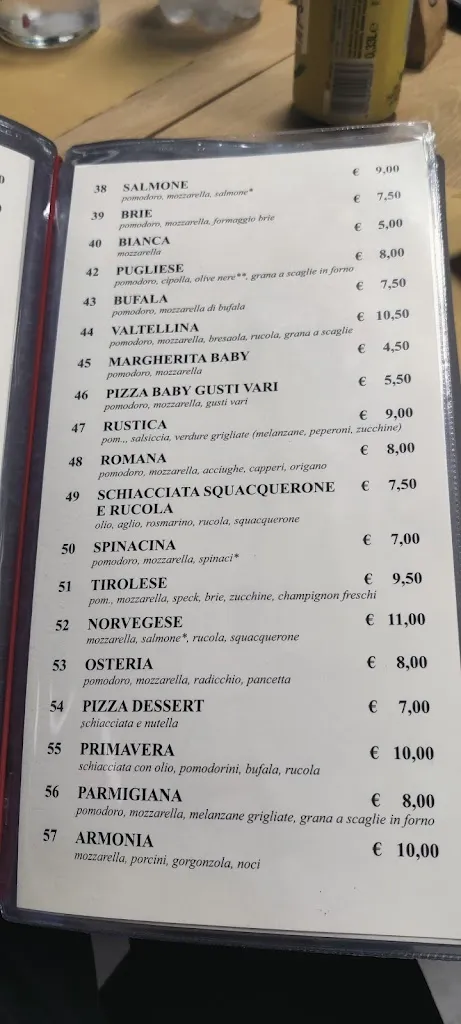 0,33L e
38 SALMONE € 9,00
pomodoro, mozzarella, salmone*
39 BRIE € 7,50
pomodoro, mozzarella, formaggio brie
40 BIANCA € 5,00
mozzarella
42 PUGLIESE € 8,00
pomodoro, cipolla, olive nere**, grana a scaglie in forno
43 BUFALA € 7,50
pomodoro, mozzarella di bufala
44 VALTELLINA € 10,50
pomodoro, mozzarella, bresaola, rucola, grana a scaglie
45 MARGHERITA BABY € 4,50
pomodoro, mozzarella
46 PIZZA BABY GUSTI VARI € 5,50
pomodoro, mozzarella, gusti vari
47 RUSTICA € 9,00
pom.,, salsiccia, verdure grigliate (melanzane, peperoni, zucchine)
48 ROMANA € 8,00
pomodoro, mozzarella, acciughe, capperi, origano
49 SCHIACCIATA SQUACQUERONE € 7,50
E RUCOLA
olio, aglio, rosmarino, rucola, squacquerone
50 SPINACINA € 7,00
pomodoro, mozzarella, spinaci*
51 TIROLESE € 9,50
pom., mozzarella, speck, brie, zucchine, champignon freschi
52 NORVEGESE € 11,00
mozzarella, salmone*, rucola, squacquerone
53 OSTERIA € 8,00
pomodoro, mozzarella, radicchio, pancetta
54 PIZZA DESSERT € 7,00
schiacciata e nutella
55 PRIMAVERA € 10,00
schiacciata con olio, pomodorini, bufala, rucola
56 PARMIGIANA € 8,00
pomodoro, mozzarella, melanzane grigliate, grana a scaglie in forno
57 ARMONIA € 10,00
mozzarella, porcini, gorgonzola, noci